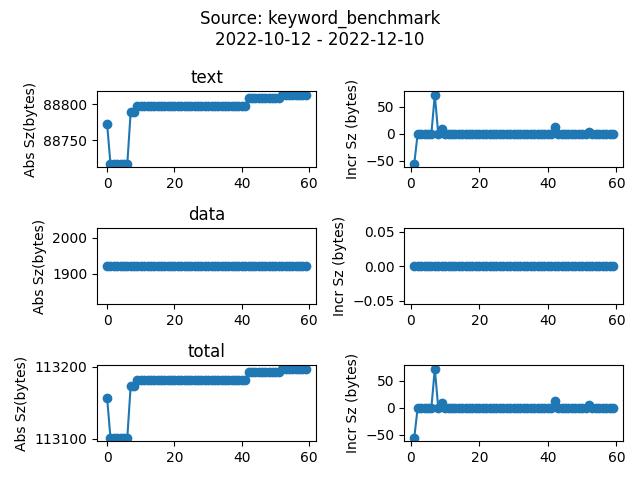 Source: keyword_benchmark
2022-10-12 - 2022-12-10
text
Abs Sz(bytes)
88800
88750
0 20 40 60
Incr Sz (bytes)
50
0
−50
0 20 40 60
data
Abs Sz(bytes)
2000
1900
0 20 40 60
Incr Sz (bytes)
0.05
0.00
−0.05
0 20 40 60
total
Abs Sz(bytes)
113200
113100
0 20 40 60
Incr Sz (bytes)
50
0
−50
0 20 40 60